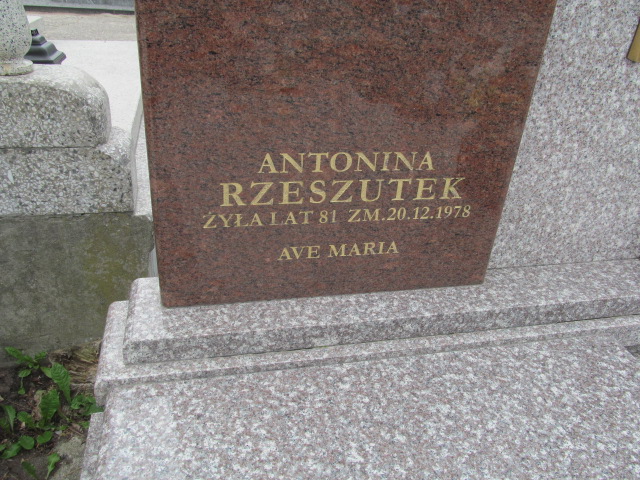 ANTONINA
RZESZUTEK
ŻYŁA LAT 81 ZM.20.12.1978
AVE MARIA